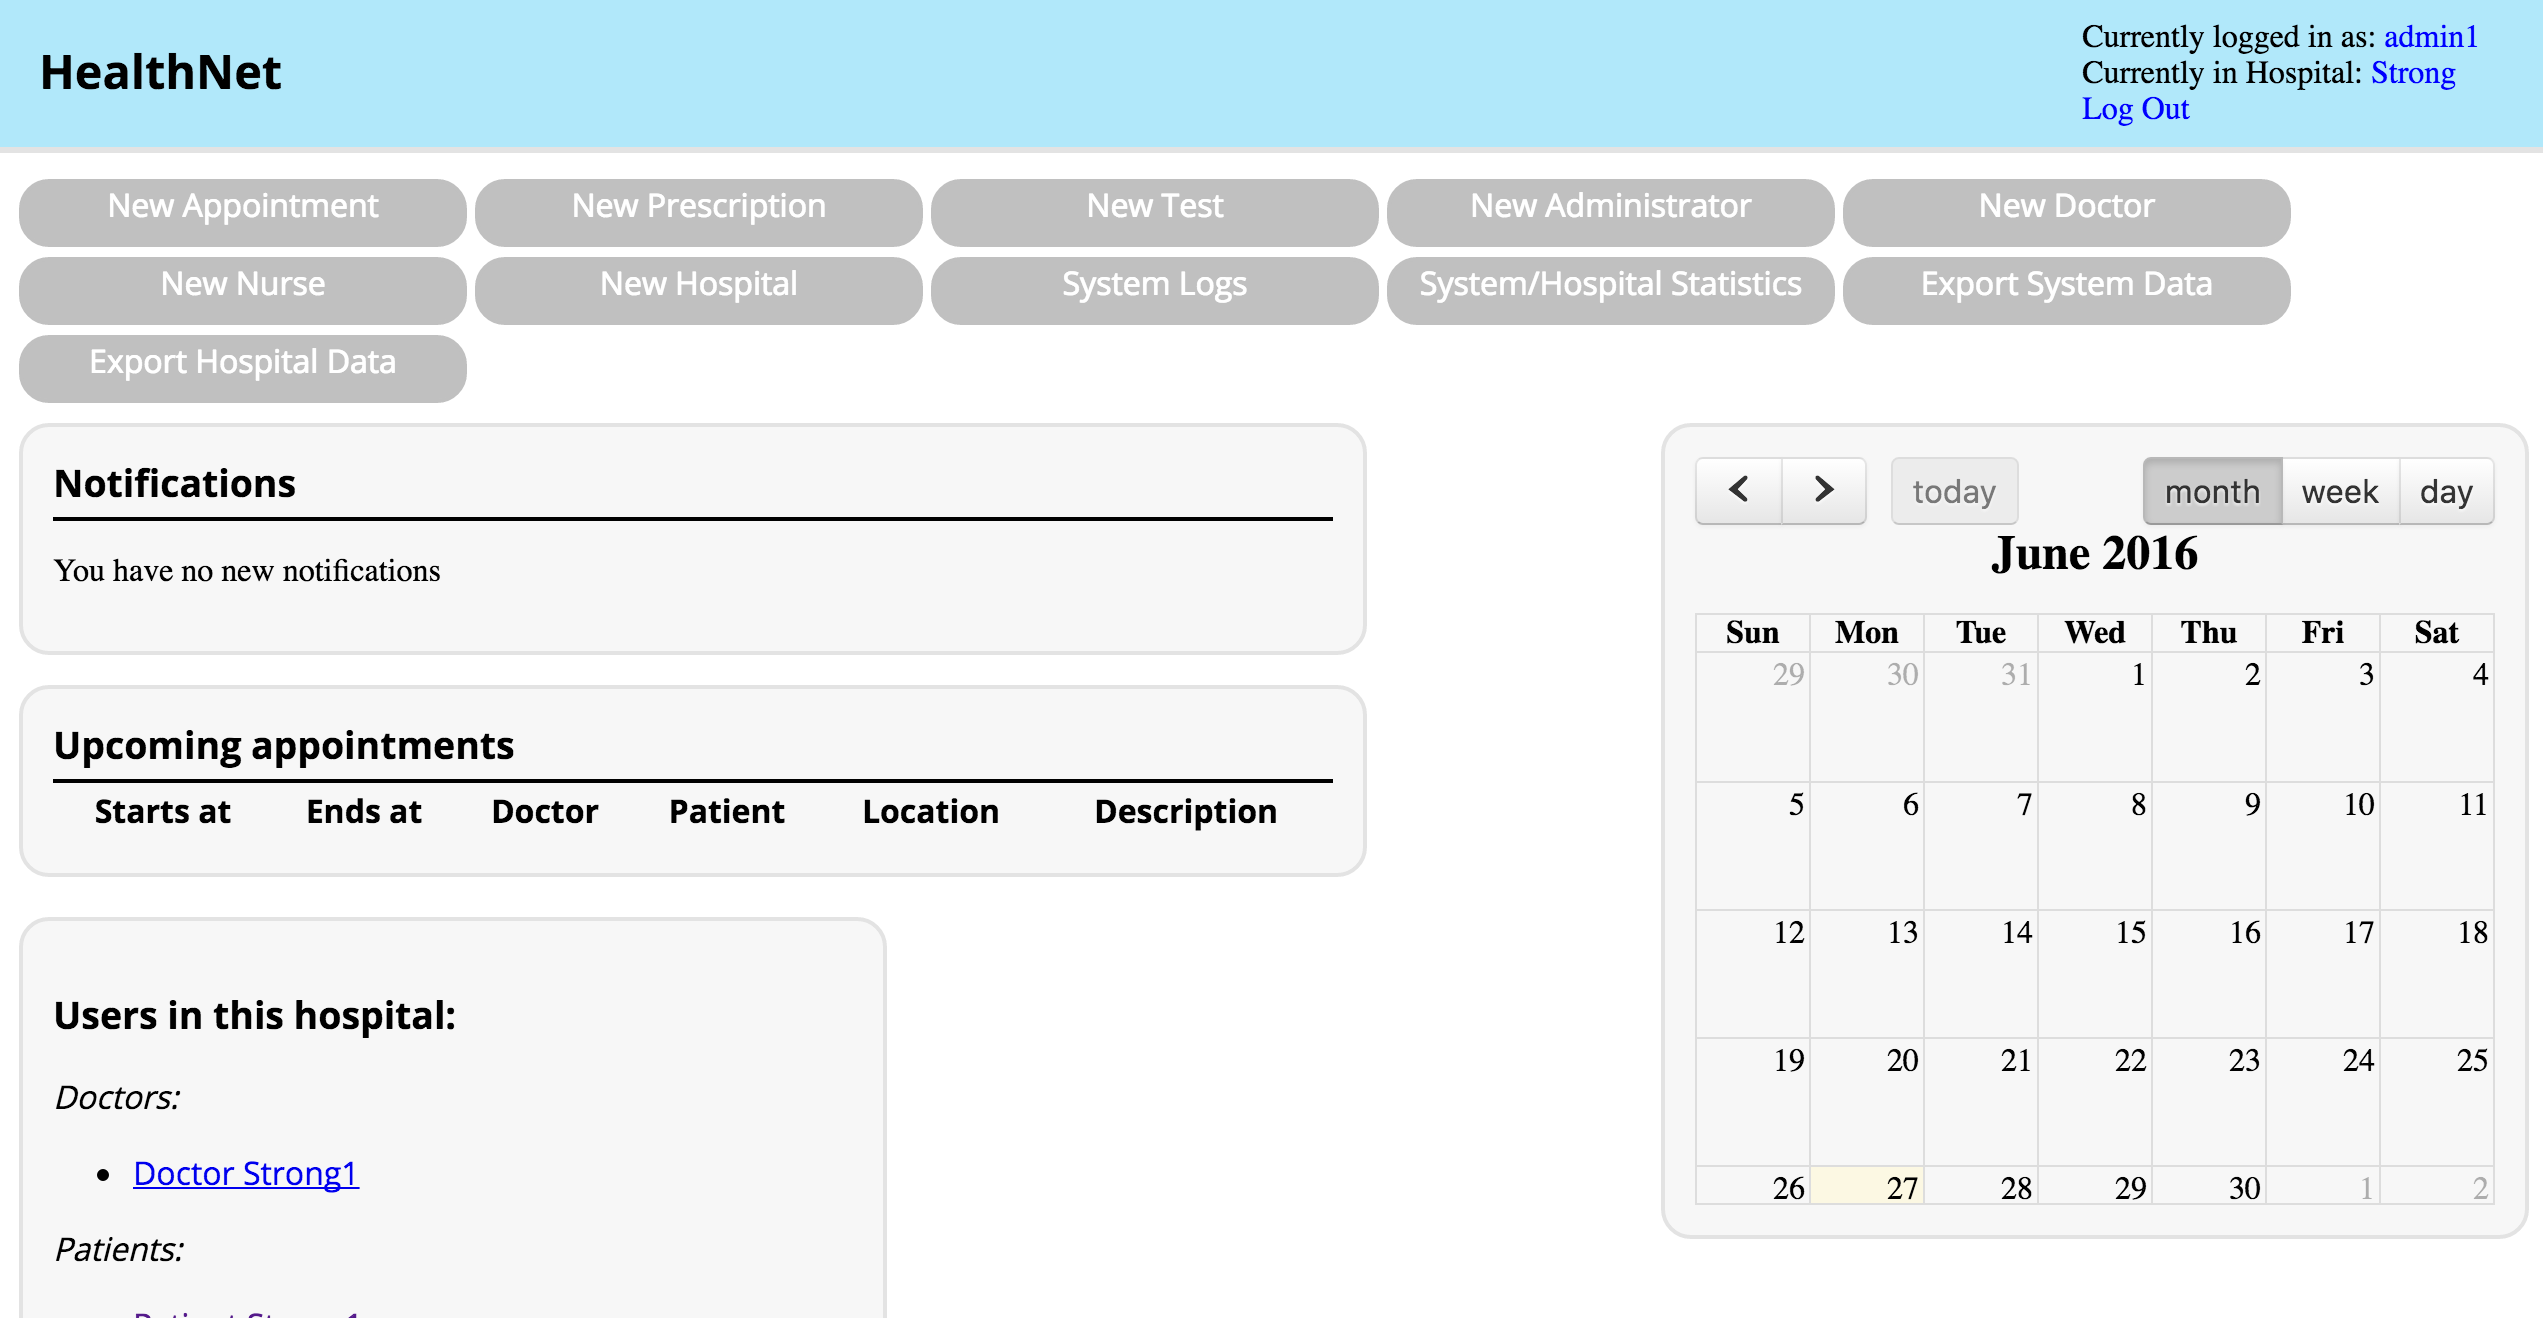 HealthNet
Currently logged in as: admin1
Currently in Hospital: Strong
Log Out
New Appointment New Prescription New Test New Administrator New Doctor
New Nurse New Hospital System Logs System/Hospital Statistics Export System Data
Export Hospital Data
Notifications
You have no new notifications
Upcoming appointments
Starts at Ends at Doctor Patient Location Description
Users in this hospital:
Doctors:
Doctor Strong1
Patients:
today month week day
June 2016
Sun Mon Tue Wed Thu Fri Sat
29 30 31 1 2 3 4
5 6 7 8 9 10 11
12 13 14 15 16 17 18
19 20 21 22 23 24 25
26 27 28 29 30 1 2